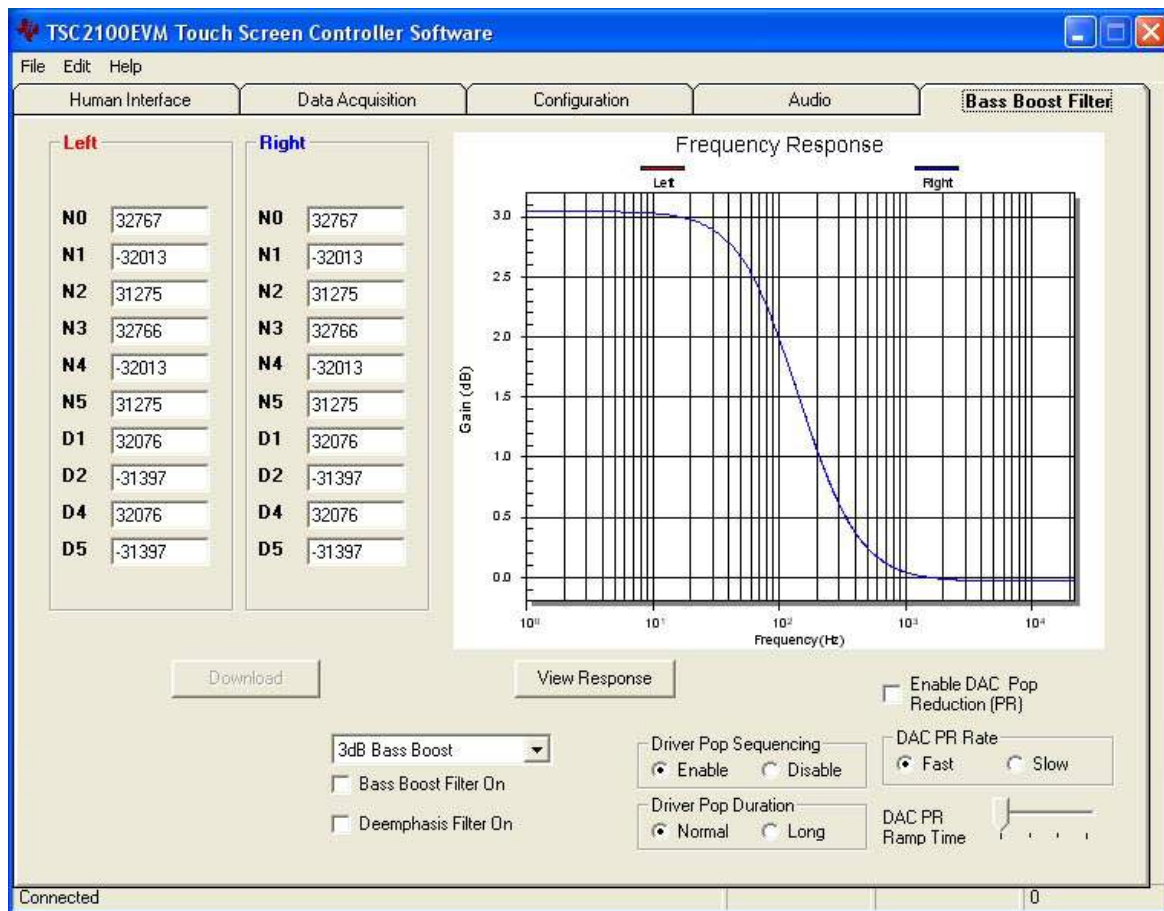 TSC2100EVM Touch Screen Controller Software
File Edit Help
Human Interface Data Acquisition Configuration Audio Bass Boost Filter
Left Right
N0 32767 N0 32767
N1 -32013 N1 -32013
N2 31275 N2 31275
N3 32766 N3 32766
N4 -32013 N4 -32013
N5 31275 N5 31275
D1 32076 D1 32076
D2 -31397 D2 -31397
D4 32076 D4 32076
D5 -31397 D5 -31397
Frequency Response
Left Right
Gain (dB)
3.0
2.5
2.0
1.5
1.0
0.5
0.0
10⁰ 10¹ 10² 10³ 10⁴
Frequency(Hz)
Download View Response
Enable DAC Pop
Reduction (PR)
3dB Bass Boost
Bass Boost Filter On
Deemphasis Filter On
Driver Pop Sequencing
Enable Disable
DAC PR Rate
Fast Slow
Driver Pop Duration
Normal Long
DAC PR
Ramp Time
Connected 0